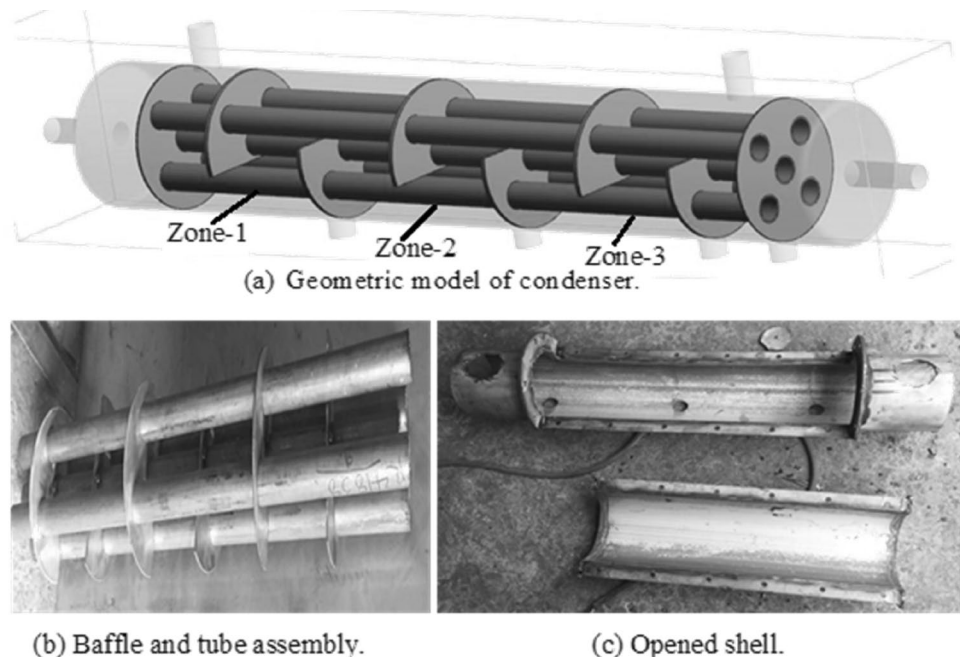 Zone-1
Zone-2
Zone-3
(a) Geometric model of condenser.
(b) Baffle and tube assembly.
(c) Opened shell.